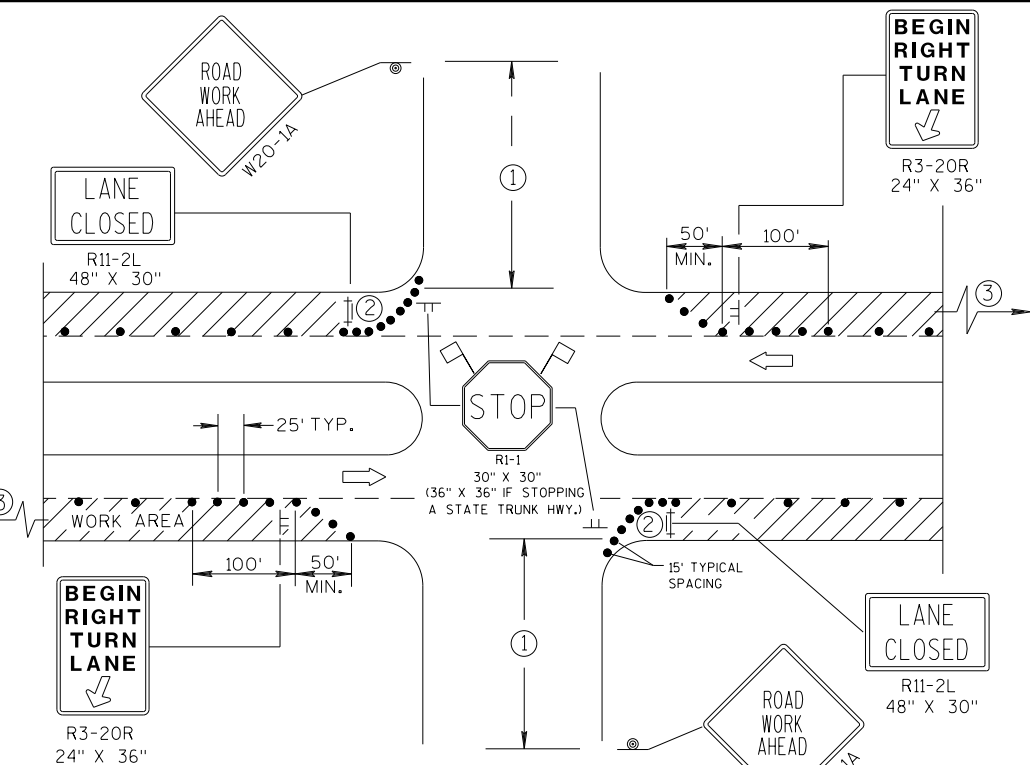 ROAD
WORK
AHEAD
W20-1A
BEGIN
RIGHT
TURN
LANE
R3-20R
24" X 36"
LANE
CLOSED
R11-2L
48" X 30"
1
50'
MIN.
100'
2
3
STOP
R1-1
30" X 30"
(36" X 36" IF STOPPING
A STATE TRUNK HWY.)
25' TYP.
3
WORK AREA
100'
50'
MIN.
2
15' TYPICAL
SPACING
1
BEGIN
RIGHT
TURN
LANE
R3-20R
24" X 36"
LANE
CLOSED
R11-2L
48" X 30"
ROAD
WORK
AHEAD
1A